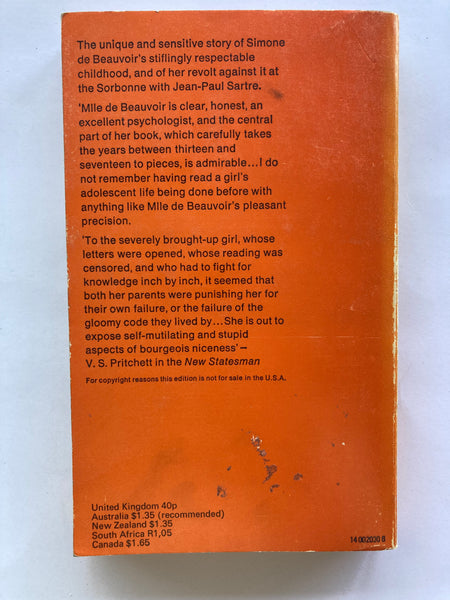 The unique and sensitive story of Simone
de Beauvoir's stiflingly respectable
childhood, and of her revolt against it at
the Sorbonne with Jean-Paul Sartre.
'Mlle de Beauvoir is clear, honest, an
excellent psychologist, and the central
part of her book, which carefully takes
the years between thirteen and
seventeen to pieces, is admirable...I do
not remember having read a girl's
adolescent life being done before with
anything like Mlle de Beauvoir's pleasant
precision.
'To the severely brought-up girl, whose
letters were opened, whose reading was
censored, and who had to fight for
knowledge inch by inch, it seemed that
both her parents were punishing her for
their own failure, or the failure of the
gloomy code they lived by...She is out to
expose self-mutilating and stupid
aspects of bourgeois niceness' –
V. S. Pritchett in the New Statesman
For copyright reasons this edition is not for sale in the U.S.A.
United Kingdom 40p
Australia $1.35 (recommended)
New Zealand $1.35
South Africa R1,05
Canada $1.65
14 002030 8